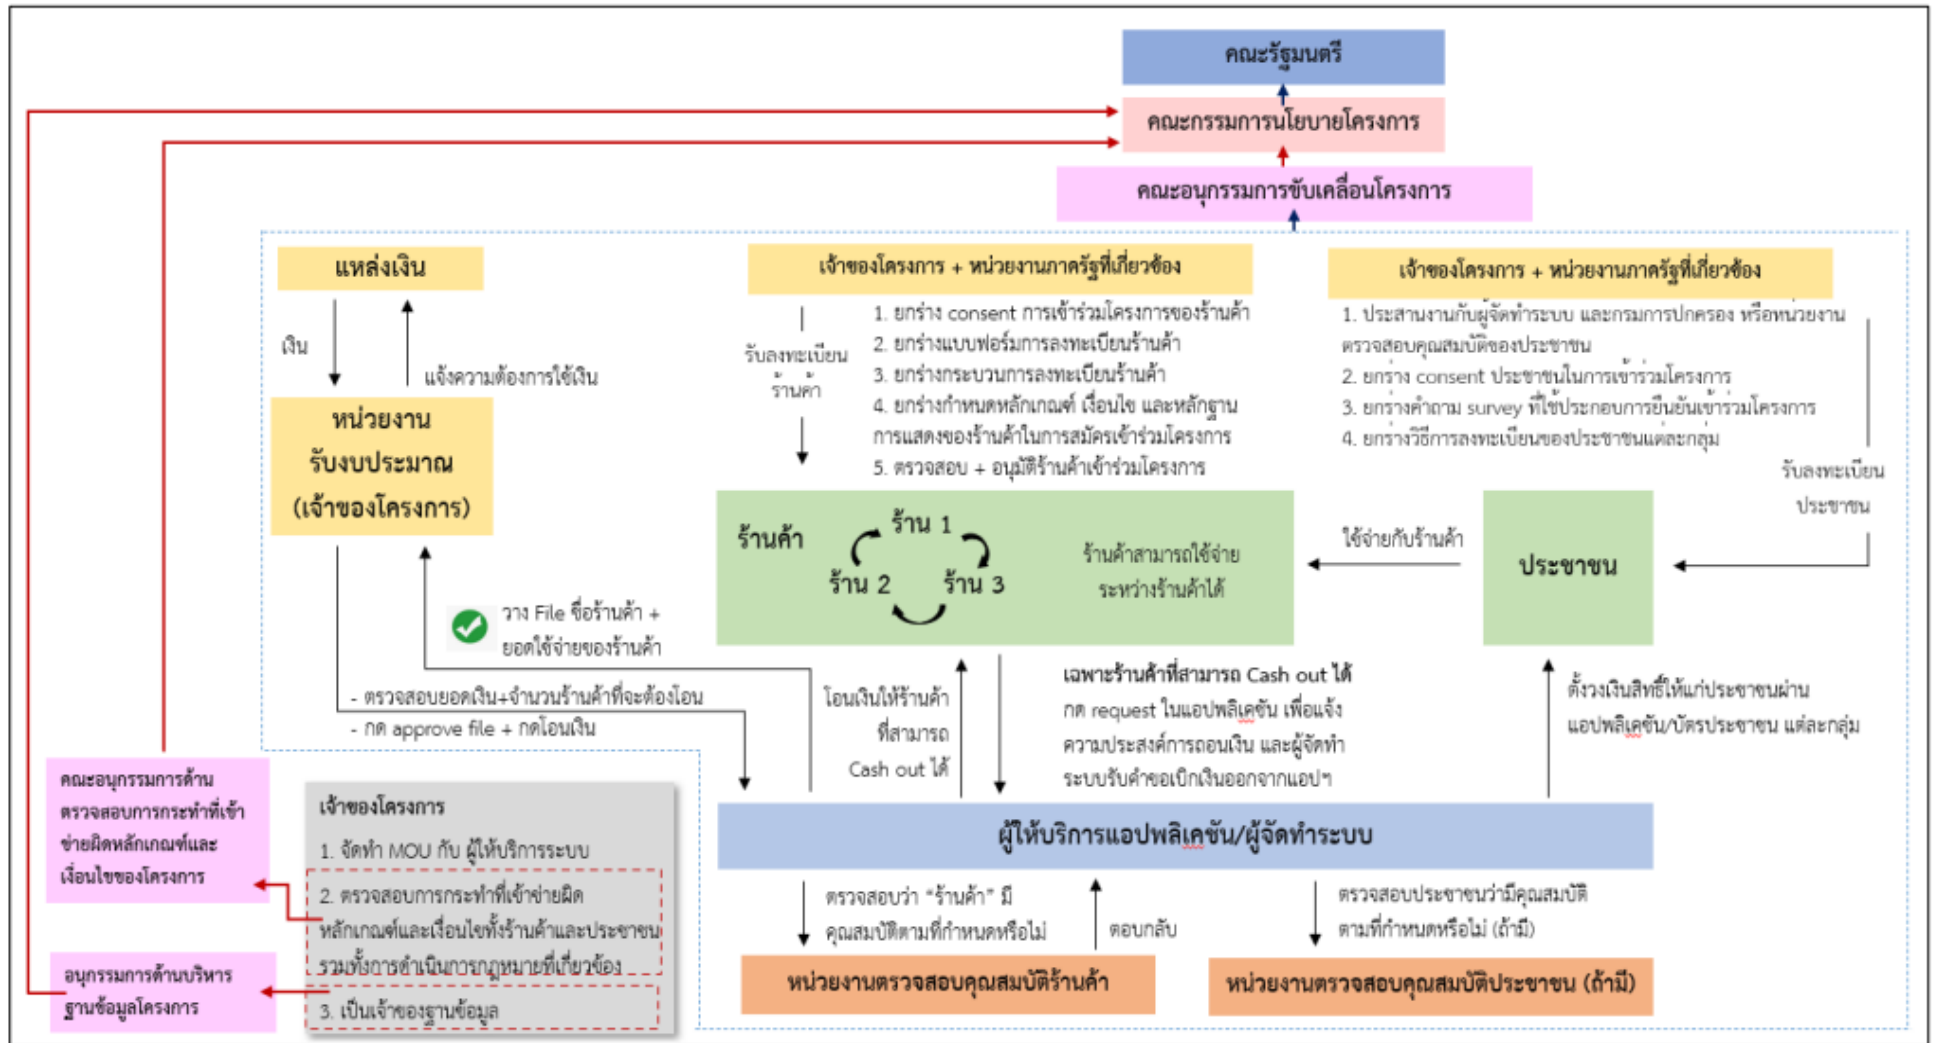 คณะรัฐมนตรี
คณะกรรมการนโยบายโครงการ
คณะอนุกรรมการขับเคลื่อนโครงการ
แหล่งเงิน
เงิน
แจ้งความต้องการใช้เงิน
หน่วยงาน
รับงบประมาณ
(เจ้าของโครงการ)
เจ้าของโครงการ + หน่วยงานภาครัฐที่เกี่ยวข้อง
รับลงทะเบียน
ร้านค้า
1. ยกร่าง consent การเข้าร่วมโครงการของร้านค้า
2. ยกร่างแบบฟอร์มการลงทะเบียนร้านค้า
3. ยกร่างกระบวนการลงทะเบียนร้านค้า
4. ยกร่างกำหนดหลักเกณฑ์ เงื่อนไข และหลักฐาน
การแสดงของร้านค้าในการสมัครเข้าร่วมโครงการ
5. ตรวจสอบ + อนุมัติร้านค้าเข้าร่วมโครงการ
เจ้าของโครงการ + หน่วยงานภาครัฐที่เกี่ยวข้อง
1. ประสานงานกับผู้จัดทำระบบ และกรมการปกครอง หรือหน่วยงาน
ตรวจสอบคุณสมบัติของประชาชน
2. ยกร่าง consent ประชาชนในการเข้าร่วมโครงการ
3. ยกร่างคำถาม survey ที่ใช้ประกอบการยืนยันเข้าร่วมโครงการ
4. ยกร่างวิธีการลงทะเบียนของประชาชนแต่ละกลุ่ม
รับลงทะเบียน
ประชาชน
ร้านค้า
ร้าน 1
ร้าน 2
ร้าน 3
ร้านค้าสามารถใช้จ่าย
ระหว่างร้านค้าได้
ใช้จ่ายกับร้านค้า
ประชาชน
วาง File ชื่อร้านค้า +
ยอดใช้จ่ายของร้านค้า
- ตรวจสอบยอดเงิน+จำนวนร้านค้าที่จะต้องโอน
- กด approve file + กดโอนเงิน
โอนเงินให้ร้านค้า
ที่สามารถ
Cash out ได้
เฉพาะร้านค้าที่สามารถ Cash out ได้
กด request ในแอปพลิเคชัน เพื่อแจ้ง
ความประสงค์การถอนเงิน และผู้จัดทำ
ระบบรับคำขอเบิกเงินออกจากแอปฯ
ตั้งวงเงินสิทธิ์ให้แก่ประชาชนผ่าน
แอปพลิเคชัน/บัตรประชาชน แต่ละกลุ่ม
คณะอนุกรรมการด้าน
ตรวจสอบการกระทำที่เข้า
ข่ายผิดหลักเกณฑ์และ
เงื่อนไขของโครงการ
อนุกรรมการด้านบริหาร
ฐานข้อมูลโครงการ
เจ้าของโครงการ
1. จัดทำ MOU กับ ผู้ให้บริการระบบ
2. ตรวจสอบการกระทำที่เข้าข่ายผิด
หลักเกณฑ์และเงื่อนไขทั้งร้านค้าและประชาชน
รวมทั้งการดำเนินการกฎหมายที่เกี่ยวข้อง
3. เป็นเจ้าของฐานข้อมูล
ผู้ให้บริการแอปพลิเคชัน/ผู้จัดทำระบบ
ตรวจสอบว่า “ร้านค้า” มี
คุณสมบัติตามที่กำหนดหรือไม่
ตอบกลับ
ตรวจสอบประชาชนว่ามีคุณสมบัติ
ตามที่กำหนดหรือไม่ (ถ้ามี)
หน่วยงานตรวจสอบคุณสมบัติร้านค้า
หน่วยงานตรวจสอบคุณสมบัติประชาชน (ถ้ามี)